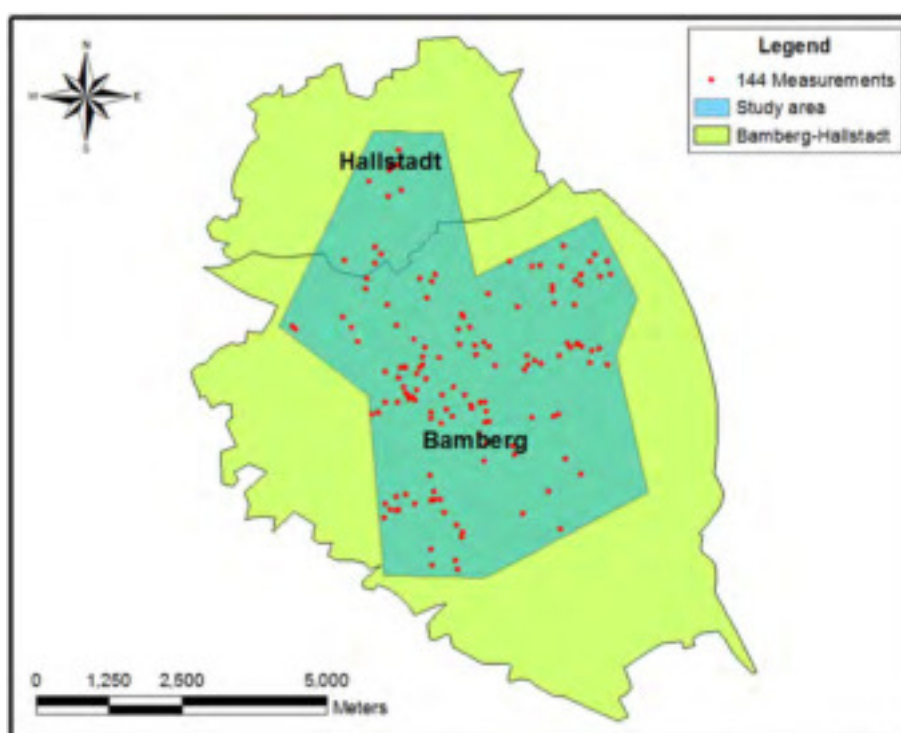 N
E
S
Legend
144 Measurements
Study area
Bamberg-Hallstadt
Hallstadt
Bamberg
0 1,250 2,500 5,000
Meters